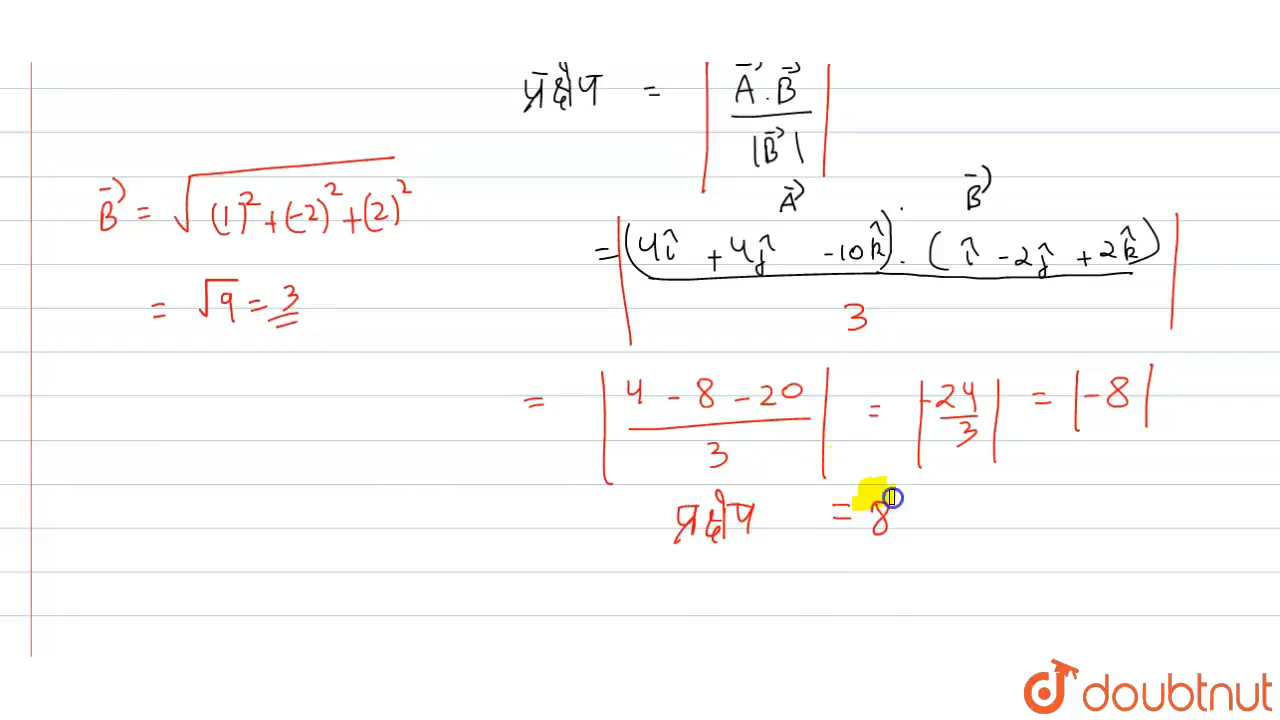 प्रक्षेप = | A⃗ . B⃗ / |B⃗| |
B⃗ = √(1)² + (-2)² + (2)²
= √9 = 3
A⃗ . B⃗
= | (4î + 4ĵ - 10k̂) . (î - 2ĵ + 2k̂) / 3 |
= | 4 - 8 - 20 / 3 | = | -24 / 3 | = |-8|
प्रक्षेप = 8
doubtnut